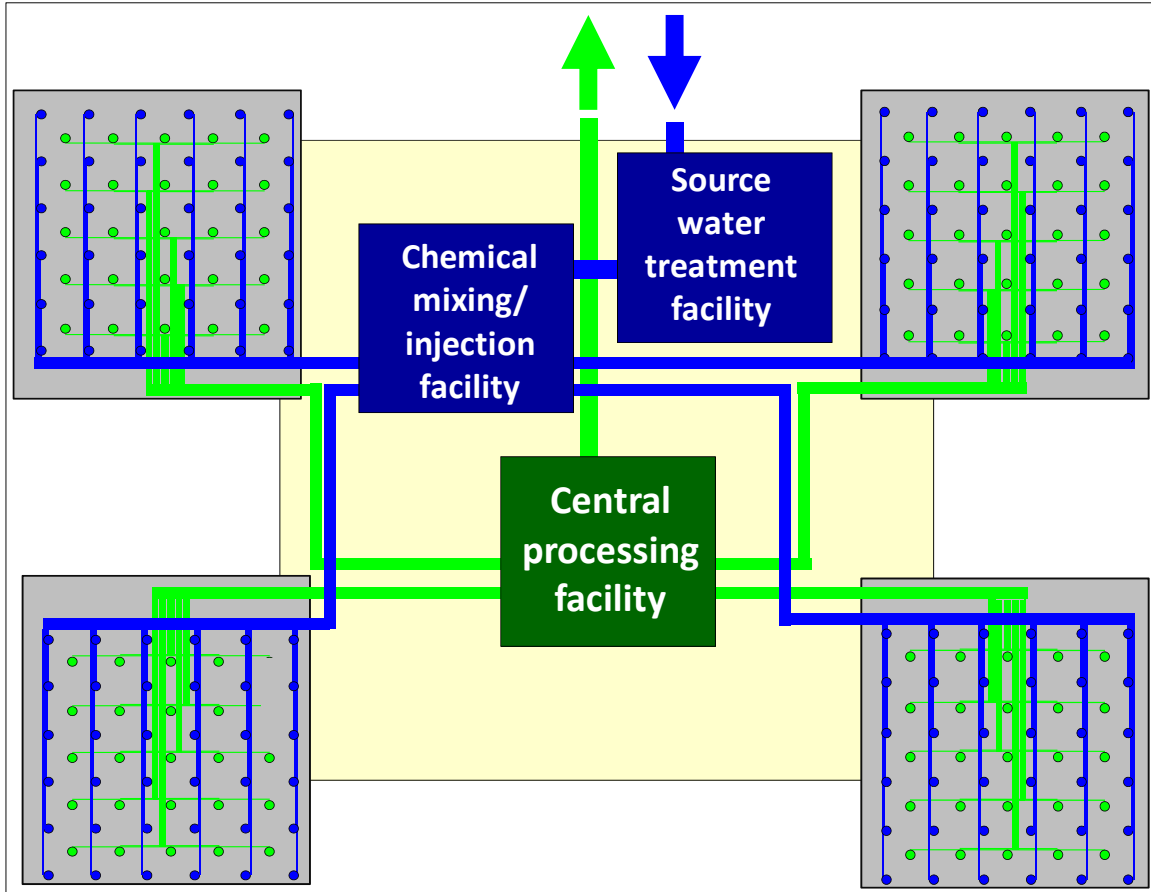 Source
water
treatment
facility
Chemical
mixing/
injection
facility
Central
processing
facility